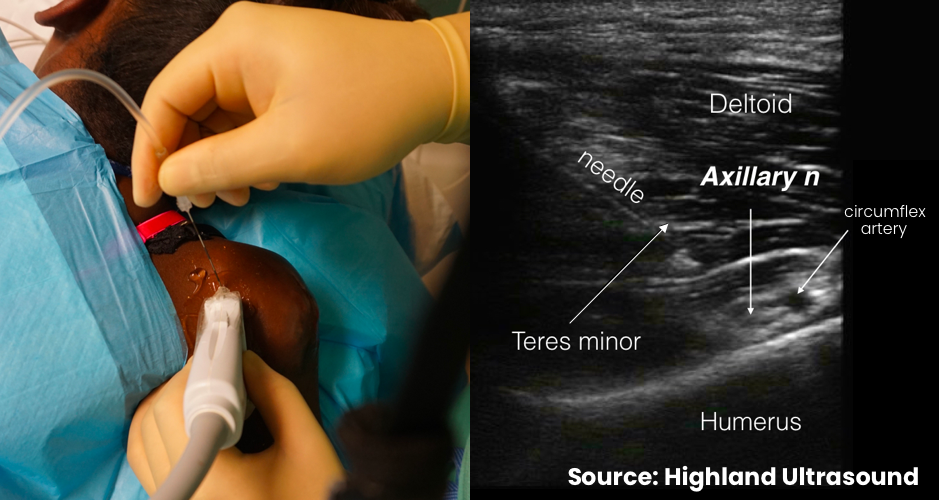 Deltoid
needle
Axillary n
circumflex
artery
Teres minor
Humerus
Source: Highland Ultrasound